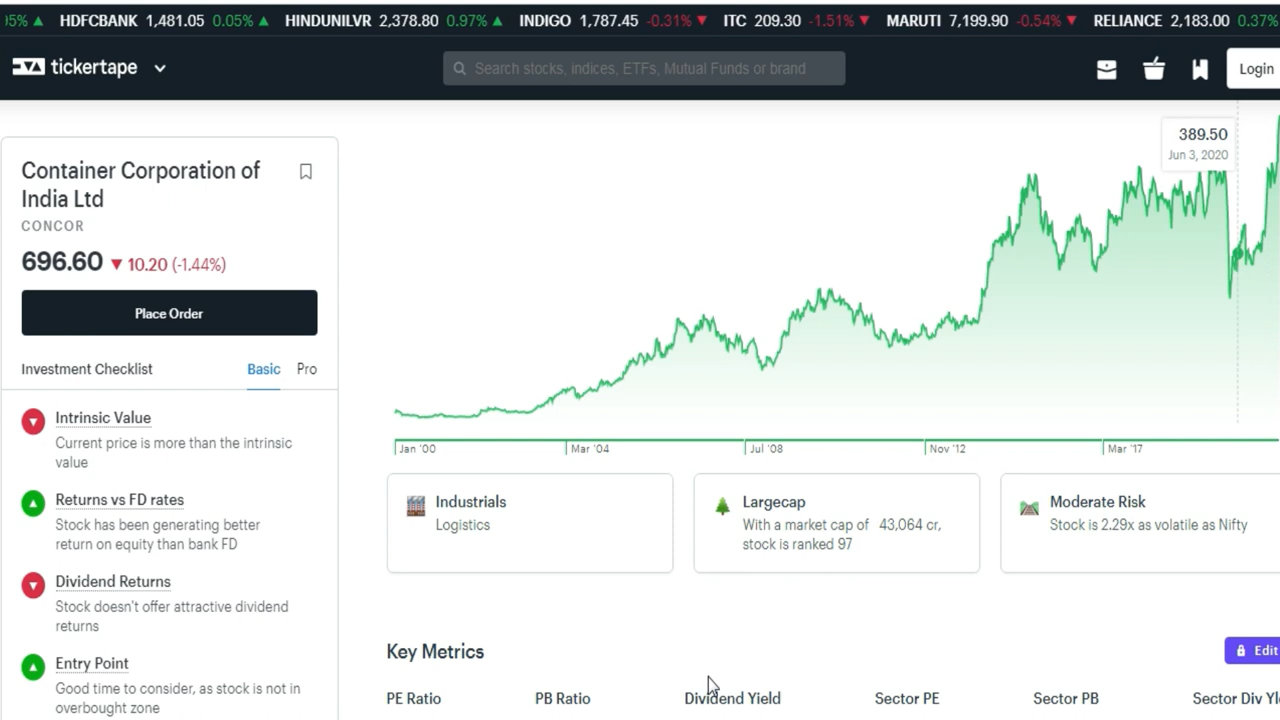 95% ▲ HDFCBANK 1,481.05 0.05% ▲ HINDUNILVR 2,378.80 0.97% ▲ INDIGO 1,787.45 -0.31% ▼ ITC 209.30 -1.51% ▼ MARUTI 7,199.90 -0.54% ▼ RELIANCE 2,183.00 0.37%
tickertape
Search stocks, indices, ETFs, Mutual Funds or brand
Login
389.50
Jun 3, 2020
Container Corporation of
India Ltd
CONCOR
696.60 ▼ 10.20 (-1.44%)
Place Order
Investment Checklist Basic Pro
Intrinsic Value
Current price is more than the intrinsic
value
Returns vs FD rates
Stock has been generating better
return on equity than bank FD
Dividend Returns
Stock doesn't offer attractive dividend
returns
Entry Point
Good time to consider, as stock is not in
overbought zone
Jan '00 Mar '04 Jul '08 Nov '12 Mar '17
Industrials
Logistics
Largecap
With a market cap of 43,064 cr,
stock is ranked 97
Moderate Risk
Stock is 2.29x as volatile as Nifty
Key Metrics
Edit
PE Ratio PB Ratio Dividend Yield Sector PE Sector PB Sector Div